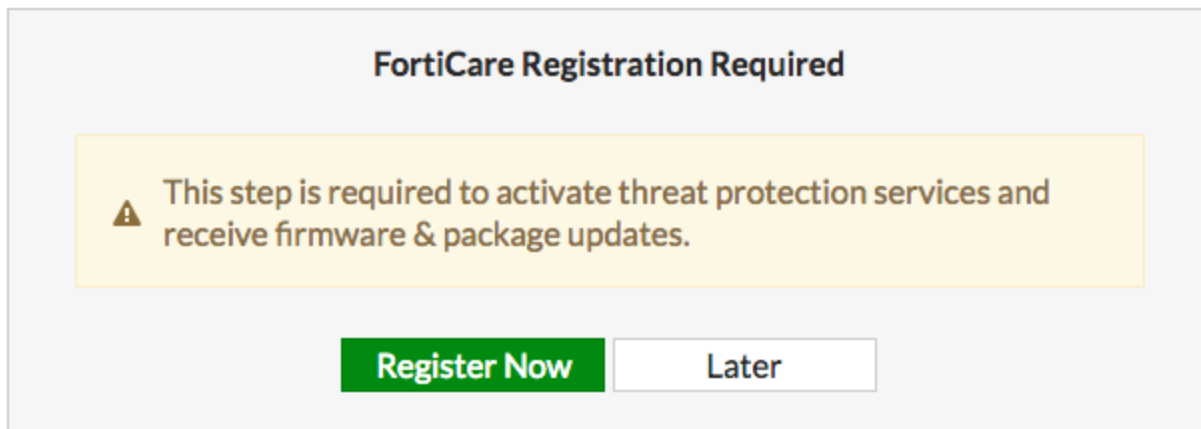 FortiCare Registration Required
This step is required to activate threat protection services and
receive firmware & package updates.
Register Now
Later